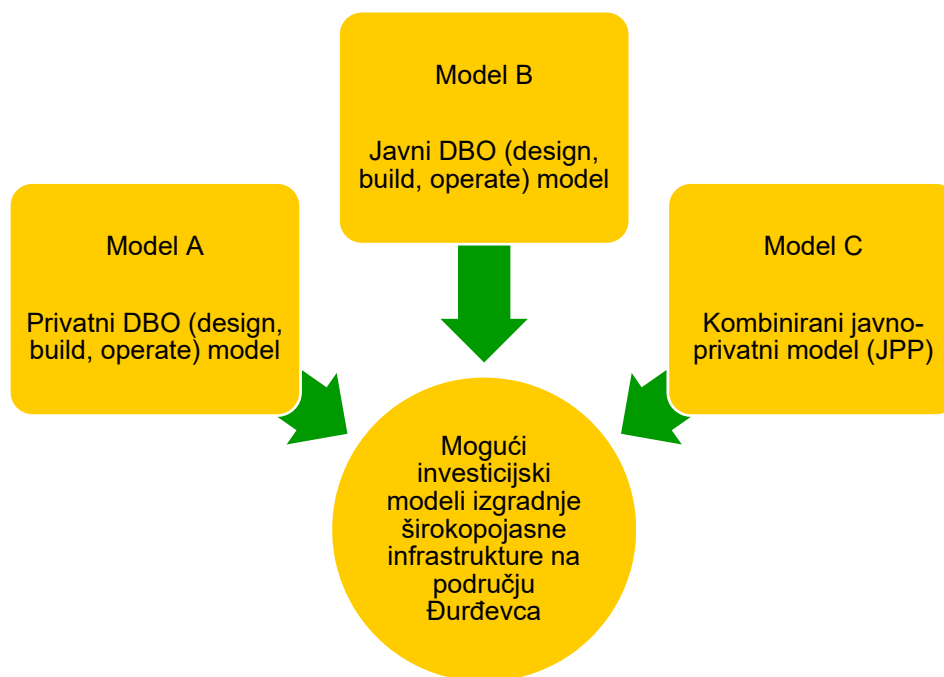 Model B
Javni DBO (design,
build, operate) model
Model A
Privatni DBO (design,
build, operate) model
Model C
Kombinirani javno-
privatni model (JPP)
Mogući
investicijski
modeli izgradnje
širokopojasne
infrastrukture na
području
Đurđevca